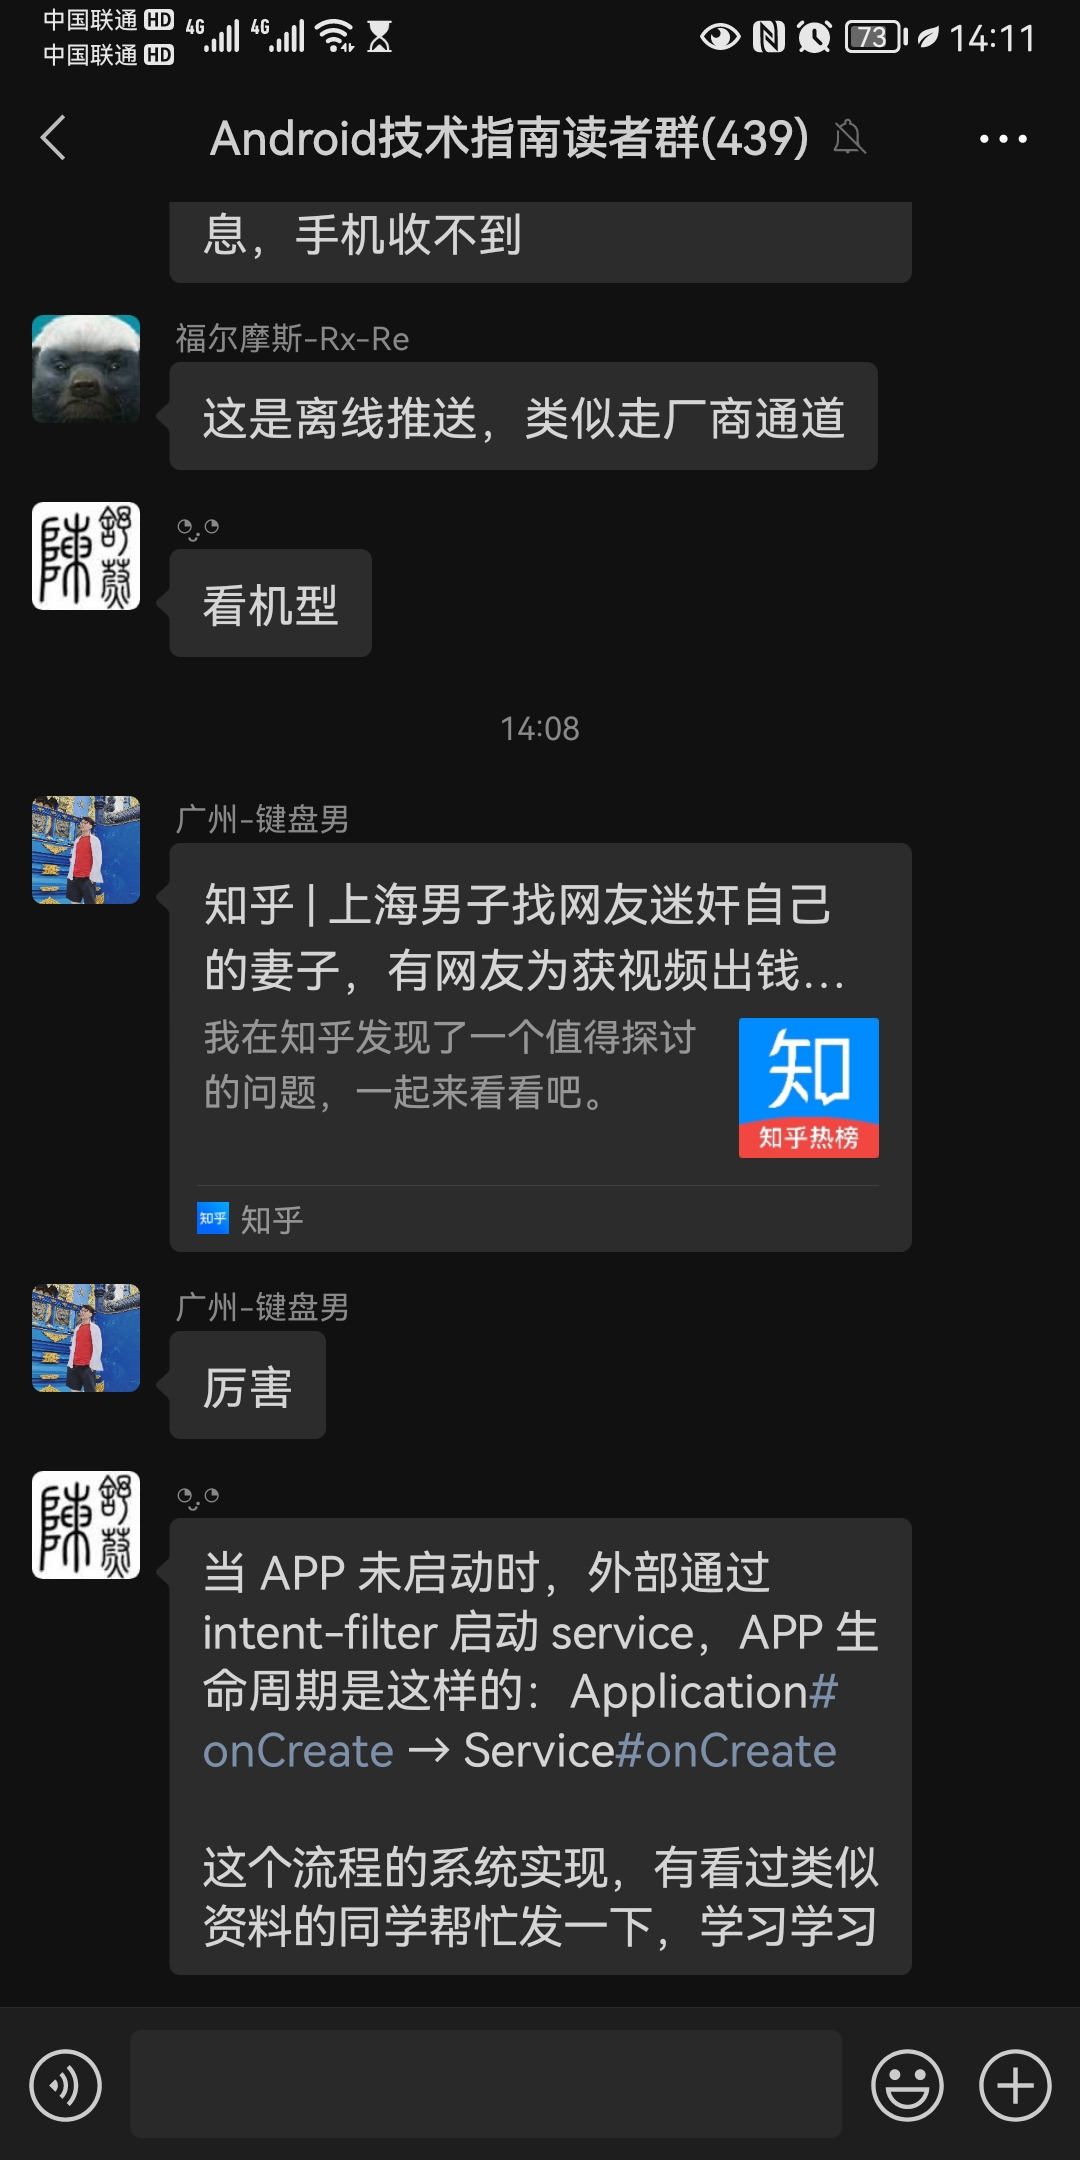 中国联通 HD 4G 4G
中国联通 HD
73 14:11
Android技术指南读者群(439)
息，手机收不到
福尔摩斯-Rx-Re
这是离线推送，类似走厂商通道
陳 舒
看机型
14:08
广州-键盘男
知乎 | 上海男子找网友迷奸自己
的妻子，有网友为获视频出钱...
我在知乎发现了一个值得探讨
的问题，一起来看看吧。
知
知乎热榜
知乎 知乎
广州-键盘男
厉害
陳 舒
当 APP 未启动时，外部通过
intent-filter 启动 service，APP 生
命周期是这样的：Application#
onCreate → Service#onCreate
这个流程的系统实现，有看过类似
资料的同学帮忙发一下，学习学习